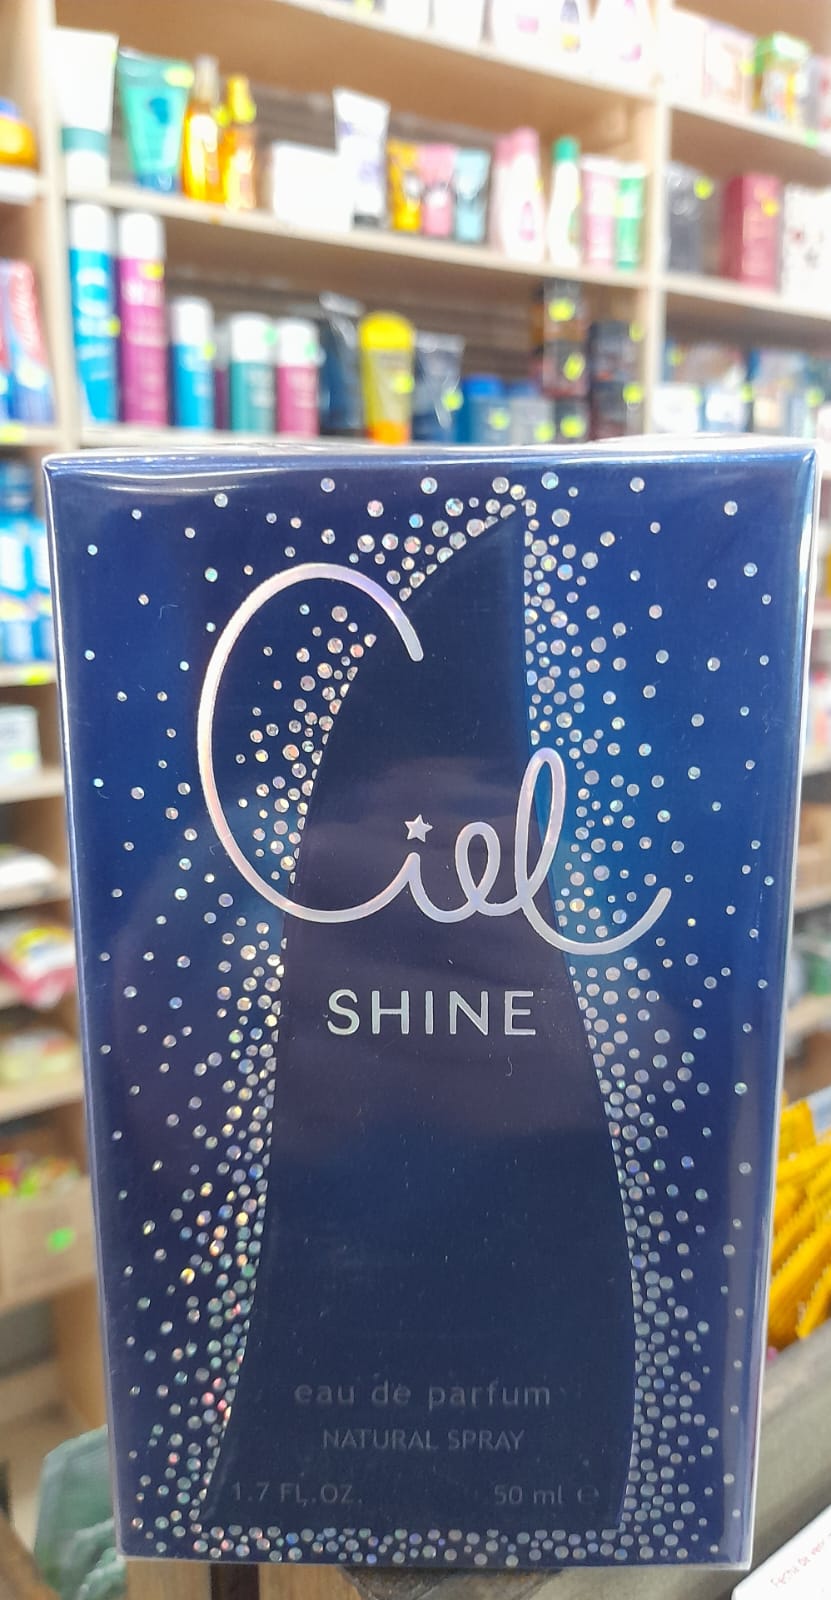 Ciel
SHINE
eau de parfum
NATURAL SPRAY
1.7 FL.OZ. 50 ml ℮